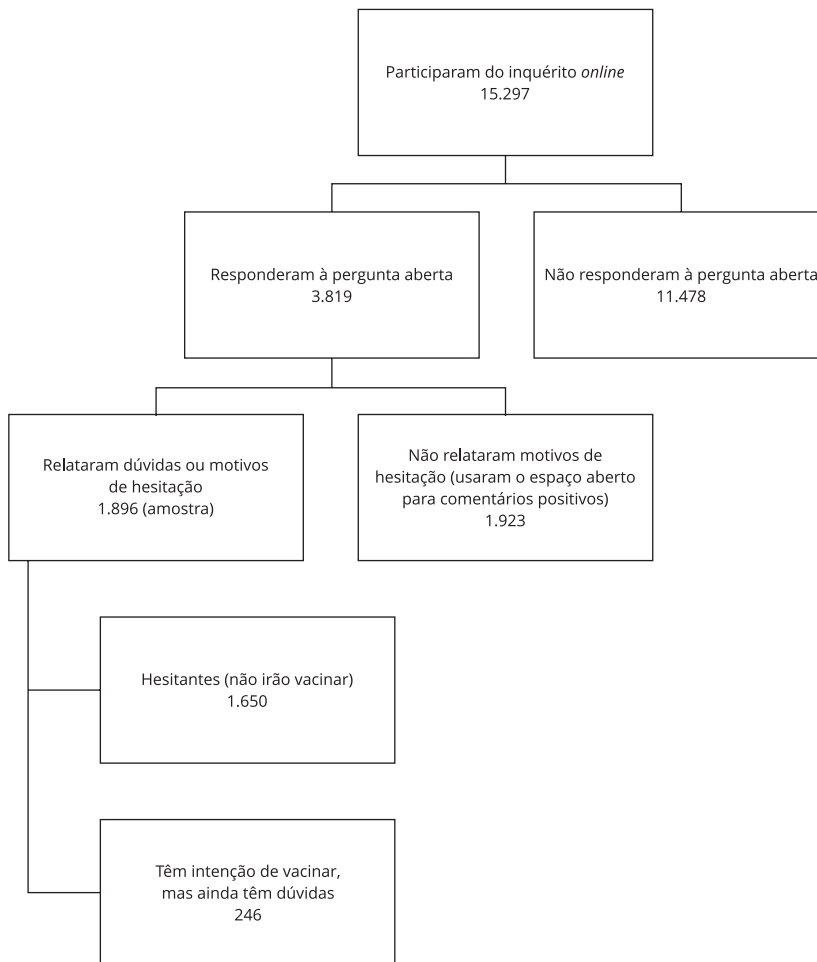 Participaram do inquérito online
15.297
Responderam à pergunta aberta
3.819
Não responderam à pergunta aberta
11.478
Relataram dúvidas ou motivos
de hesitação
1.896 (amostra)
Não relataram motivos de
hesitação (usaram o espaço aberto
para comentários positivos)
1.923
Hesitantes (não irão vacinar)
1.650
Têm intenção de vacinar,
mas ainda têm dúvidas
246